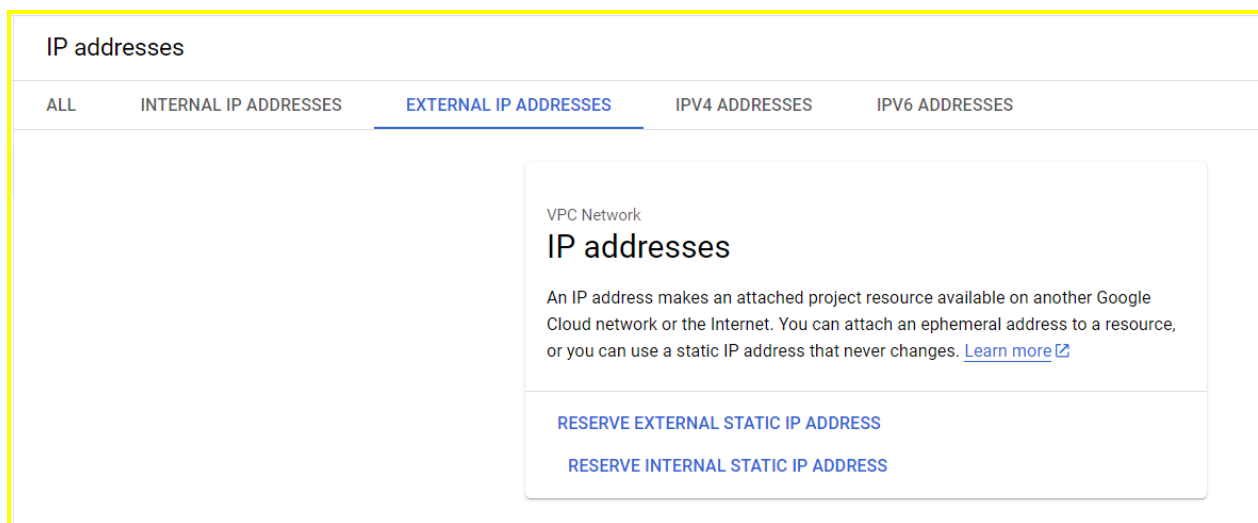 IP addresses
ALL INTERNAL IP ADDRESSES EXTERNAL IP ADDRESSES IPV4 ADDRESSES IPV6 ADDRESSES
VPC Network
IP addresses
An IP address makes an attached project resource available on another Google
Cloud network or the Internet. You can attach an ephemeral address to a resource,
or you can use a static IP address that never changes. Learn more
RESERVE EXTERNAL STATIC IP ADDRESS
RESERVE INTERNAL STATIC IP ADDRESS